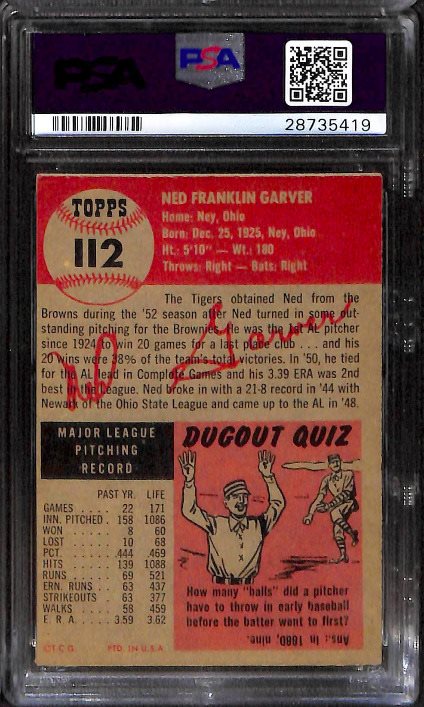 PSA
PSA
28735419
TOPPS
112
NED FRANKLIN GARVER
Home: Ney, Ohio
Born: Dec. 25, 1925, Ney, Ohio
Ht.: 5'10" — Wt.: 180
Throws: Right — Bats: Right
The Tigers obtained Ned from the
Browns during the '52 season after Ned turned in some out-
standing pitching for the Brownies. He was the 1st AL pitcher
since 1924 to win 20 games for a last place club . . . and his
20 wins were 38% of the team's total victories. In '50, he tied
for the AL lead in Complete Games and his 3.39 ERA was 2nd
best in the League. Ned broke in with a 21-8 record in '44 with
Newark of the Ohio State League and came up to the AL in '48.
Ned Garver
MAJOR LEAGUE
PITCHING
RECORD
PAST YR. LIFE
GAMES 22 171
INN. PITCHED 158 1086
WON 8 60
LOST 10 68
PCT. .444 .469
HITS 139 1088
RUNS 69 521
ERN. RUNS 63 437
STRIKEOUTS 63 377
WALKS 58 459
E R A 3.59 3.62
©T.C.G. PTD. IN U.S.A.
DUGOUT QUIZ
How many "balls" did a pitcher
have to throw in early baseball
before the batter went to first?
Ans.: in 1880, nine.